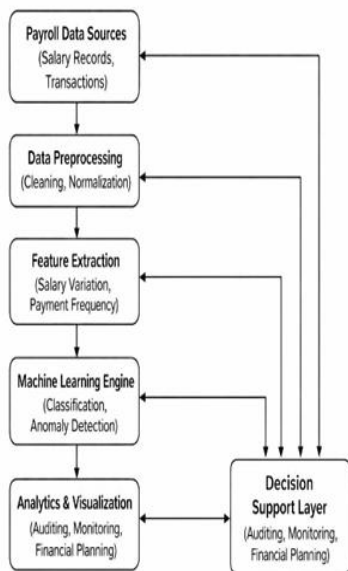 Payroll Data Sources
(Salary Records,
Transactions)
Data Preprocessing
(Cleaning, Normalization)
Feature Extraction
(Salary Variation,
Payment Frequency)
Machine Learning Engine
(Classification,
Anomaly Detection)
Analytics & Visualization
(Auditing, Monitoring,
Financial Planning)
Decision
Support Layer
(Auditing, Monitoring,
Financial Planning)